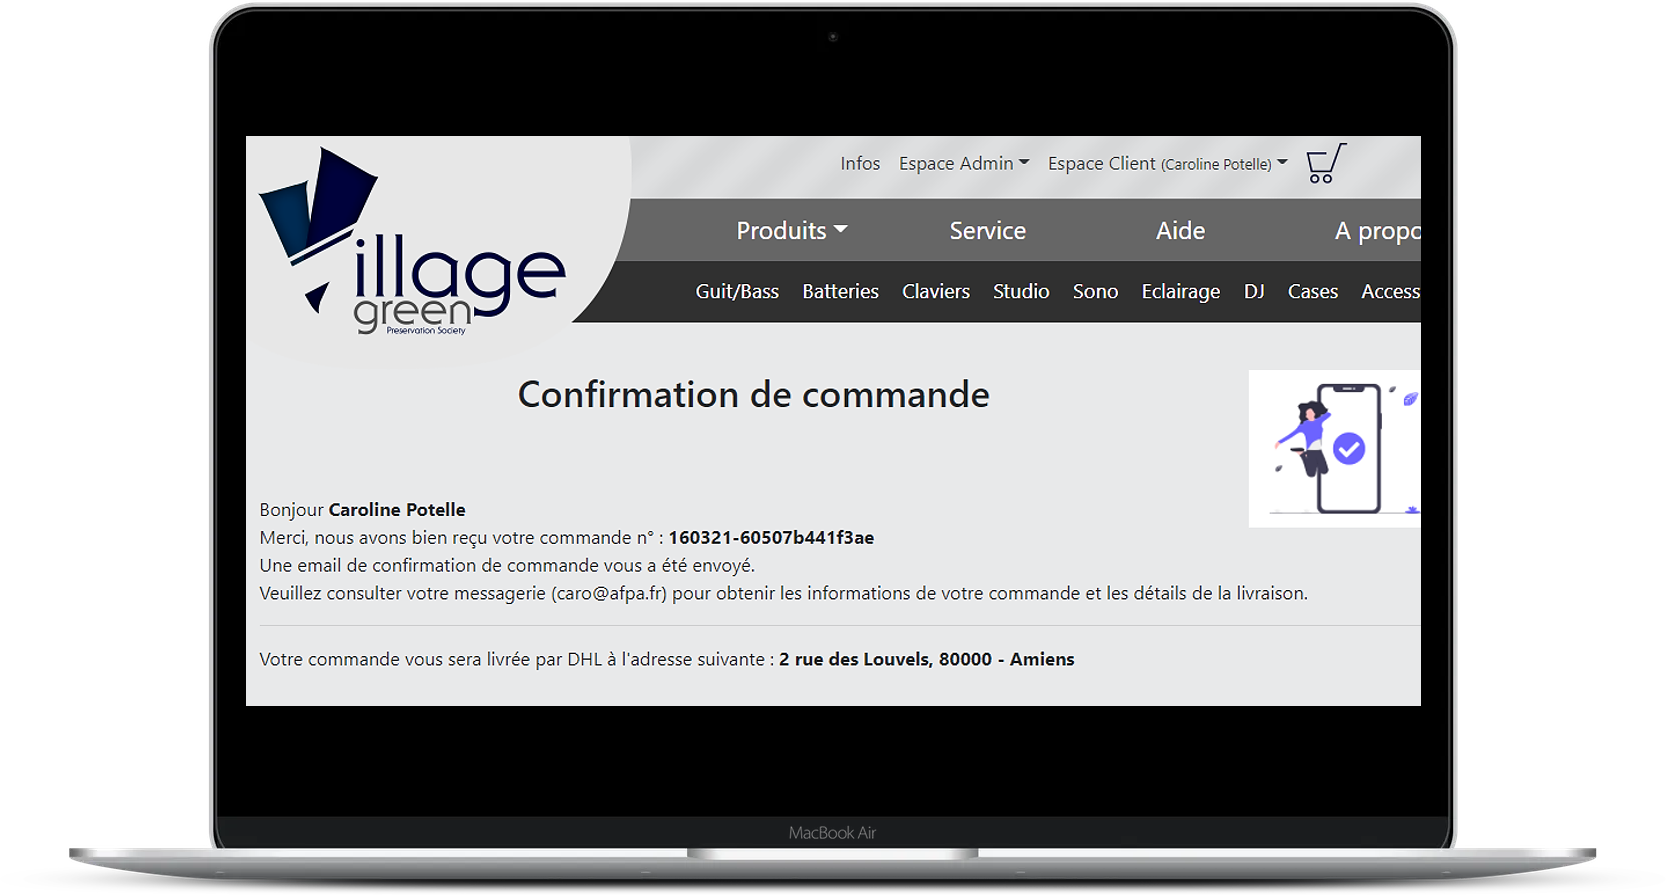 Infos Espace Admin Espace Client (Caroline Potelle)
Produits Service Aide A propo
Guit/Bass Batteries Claviers Studio Sono Eclairage DJ Cases Access
illage
green
Preservation Society
Confirmation de commande
Bonjour Caroline Potelle
Merci, nous avons bien reçu votre commande n° : 160321-60507b441f3ae
Une email de confirmation de commande vous a été envoyé.
Veuillez consulter votre messagerie (caro@afpa.fr) pour obtenir les informations de votre commande et les détails de la livraison.
Votre commande vous sera livrée par DHL à l'adresse suivante : 2 rue des Louvels, 80000 - Amiens
MacBook Air